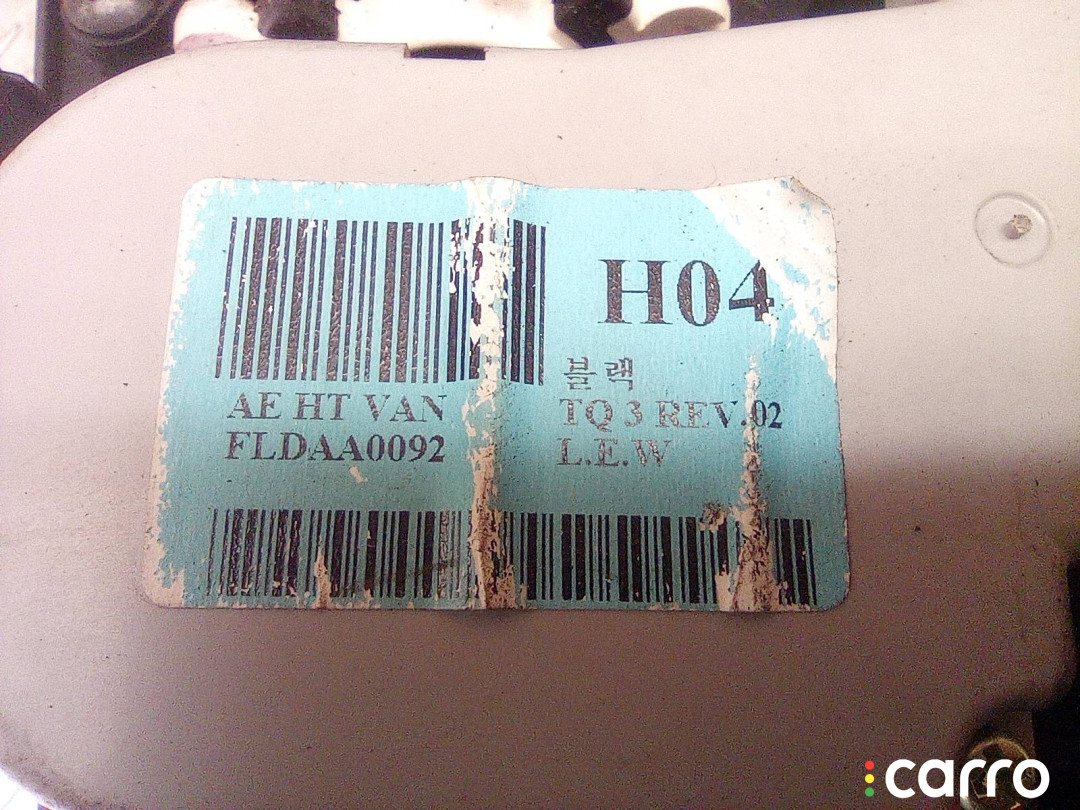 H04
AE HT VAN
FLDAA0092
블랙
TQ 3 REV.02
L.E.W
carro